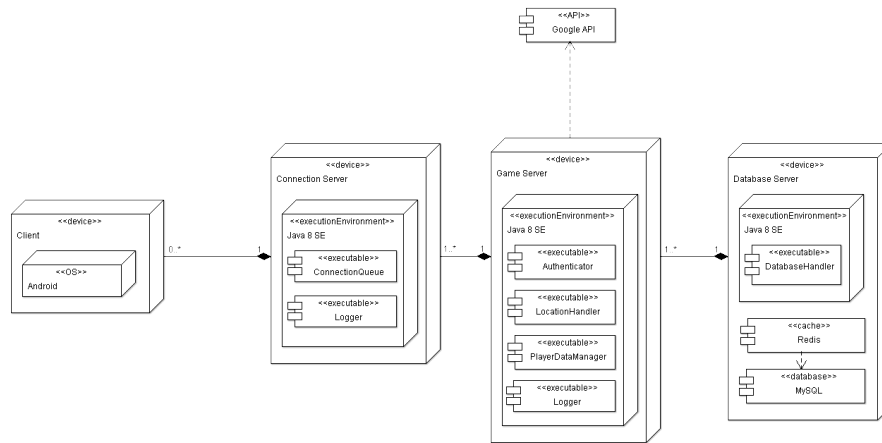 <<API>>
Google API
<<device>>
Client
<<OS>>
Android
0..*
1
<<device>>
Connection Server
<<executionEnvironment>>
Java 8 SE
<<executable>>
ConnectionQueue
<<executable>>
Logger
1..*
1
<<device>>
Game Server
<<executionEnvironment>>
Java 8 SE
<<executable>>
Authenticator
<<executable>>
LocationHandler
<<executable>>
PlayerDataManager
<<executable>>
Logger
1..*
1
<<device>>
Database Server
<<executionEnvironment>>
Java 8 SE
<<executable>>
DatabaseHandler
<<cache>>
Redis
<<database>>
MySQL